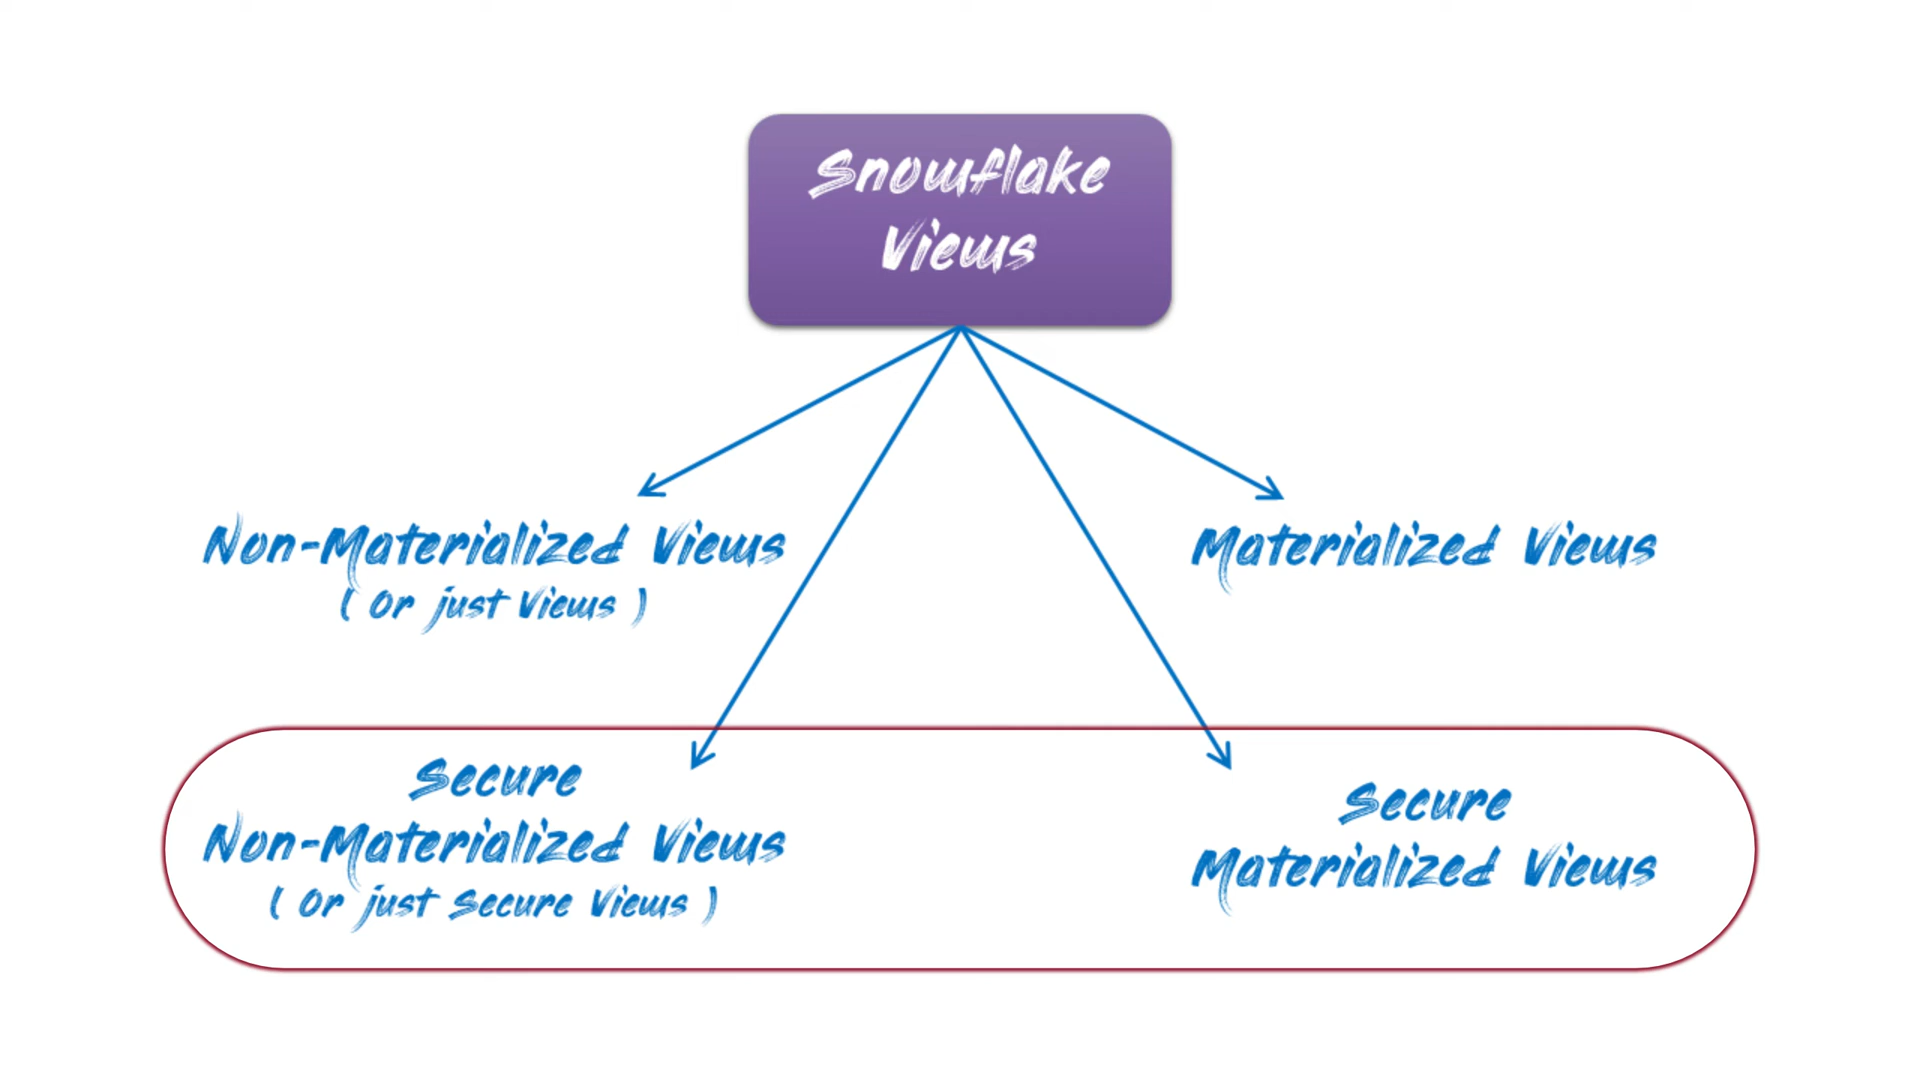 Snowflake
Views
Non-Materialized Views
( Or just Views )
Materialized Views
Secure
Non-Materialized Views
( Or just Secure Views )
Secure
Materialized Views